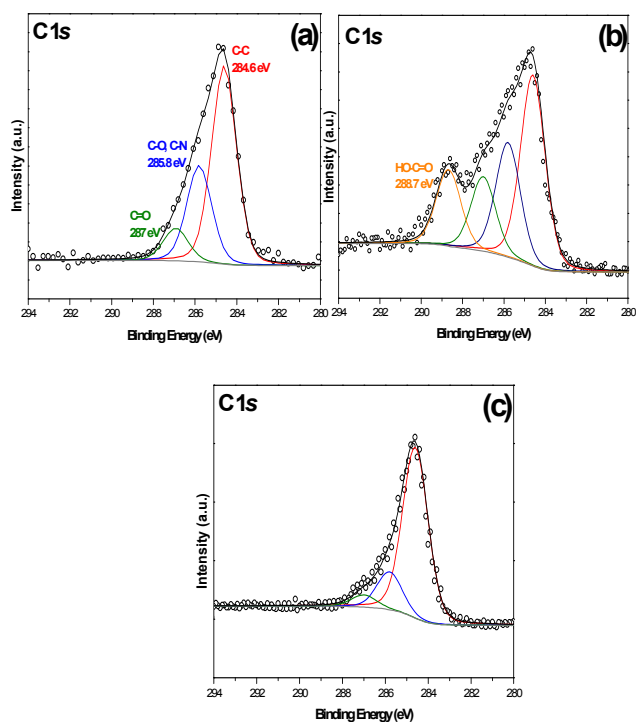 C1s
(a)
C-C
284.6 eV
C-O, C-N
285.8 eV
C=O
287 eV
Intensity (a.u.)
294 292 290 288 286 284 282 280
Binding Energy (eV)
C1s
(b)
HO-C=O
288.7 eV
Intensity (a.u.)
294 292 290 288 286 284 282 280
Binding Energy (eV)
C1s
(c)
Intensity (a.u.)
294 292 290 288 286 284 282 280
Binding Energy (eV)